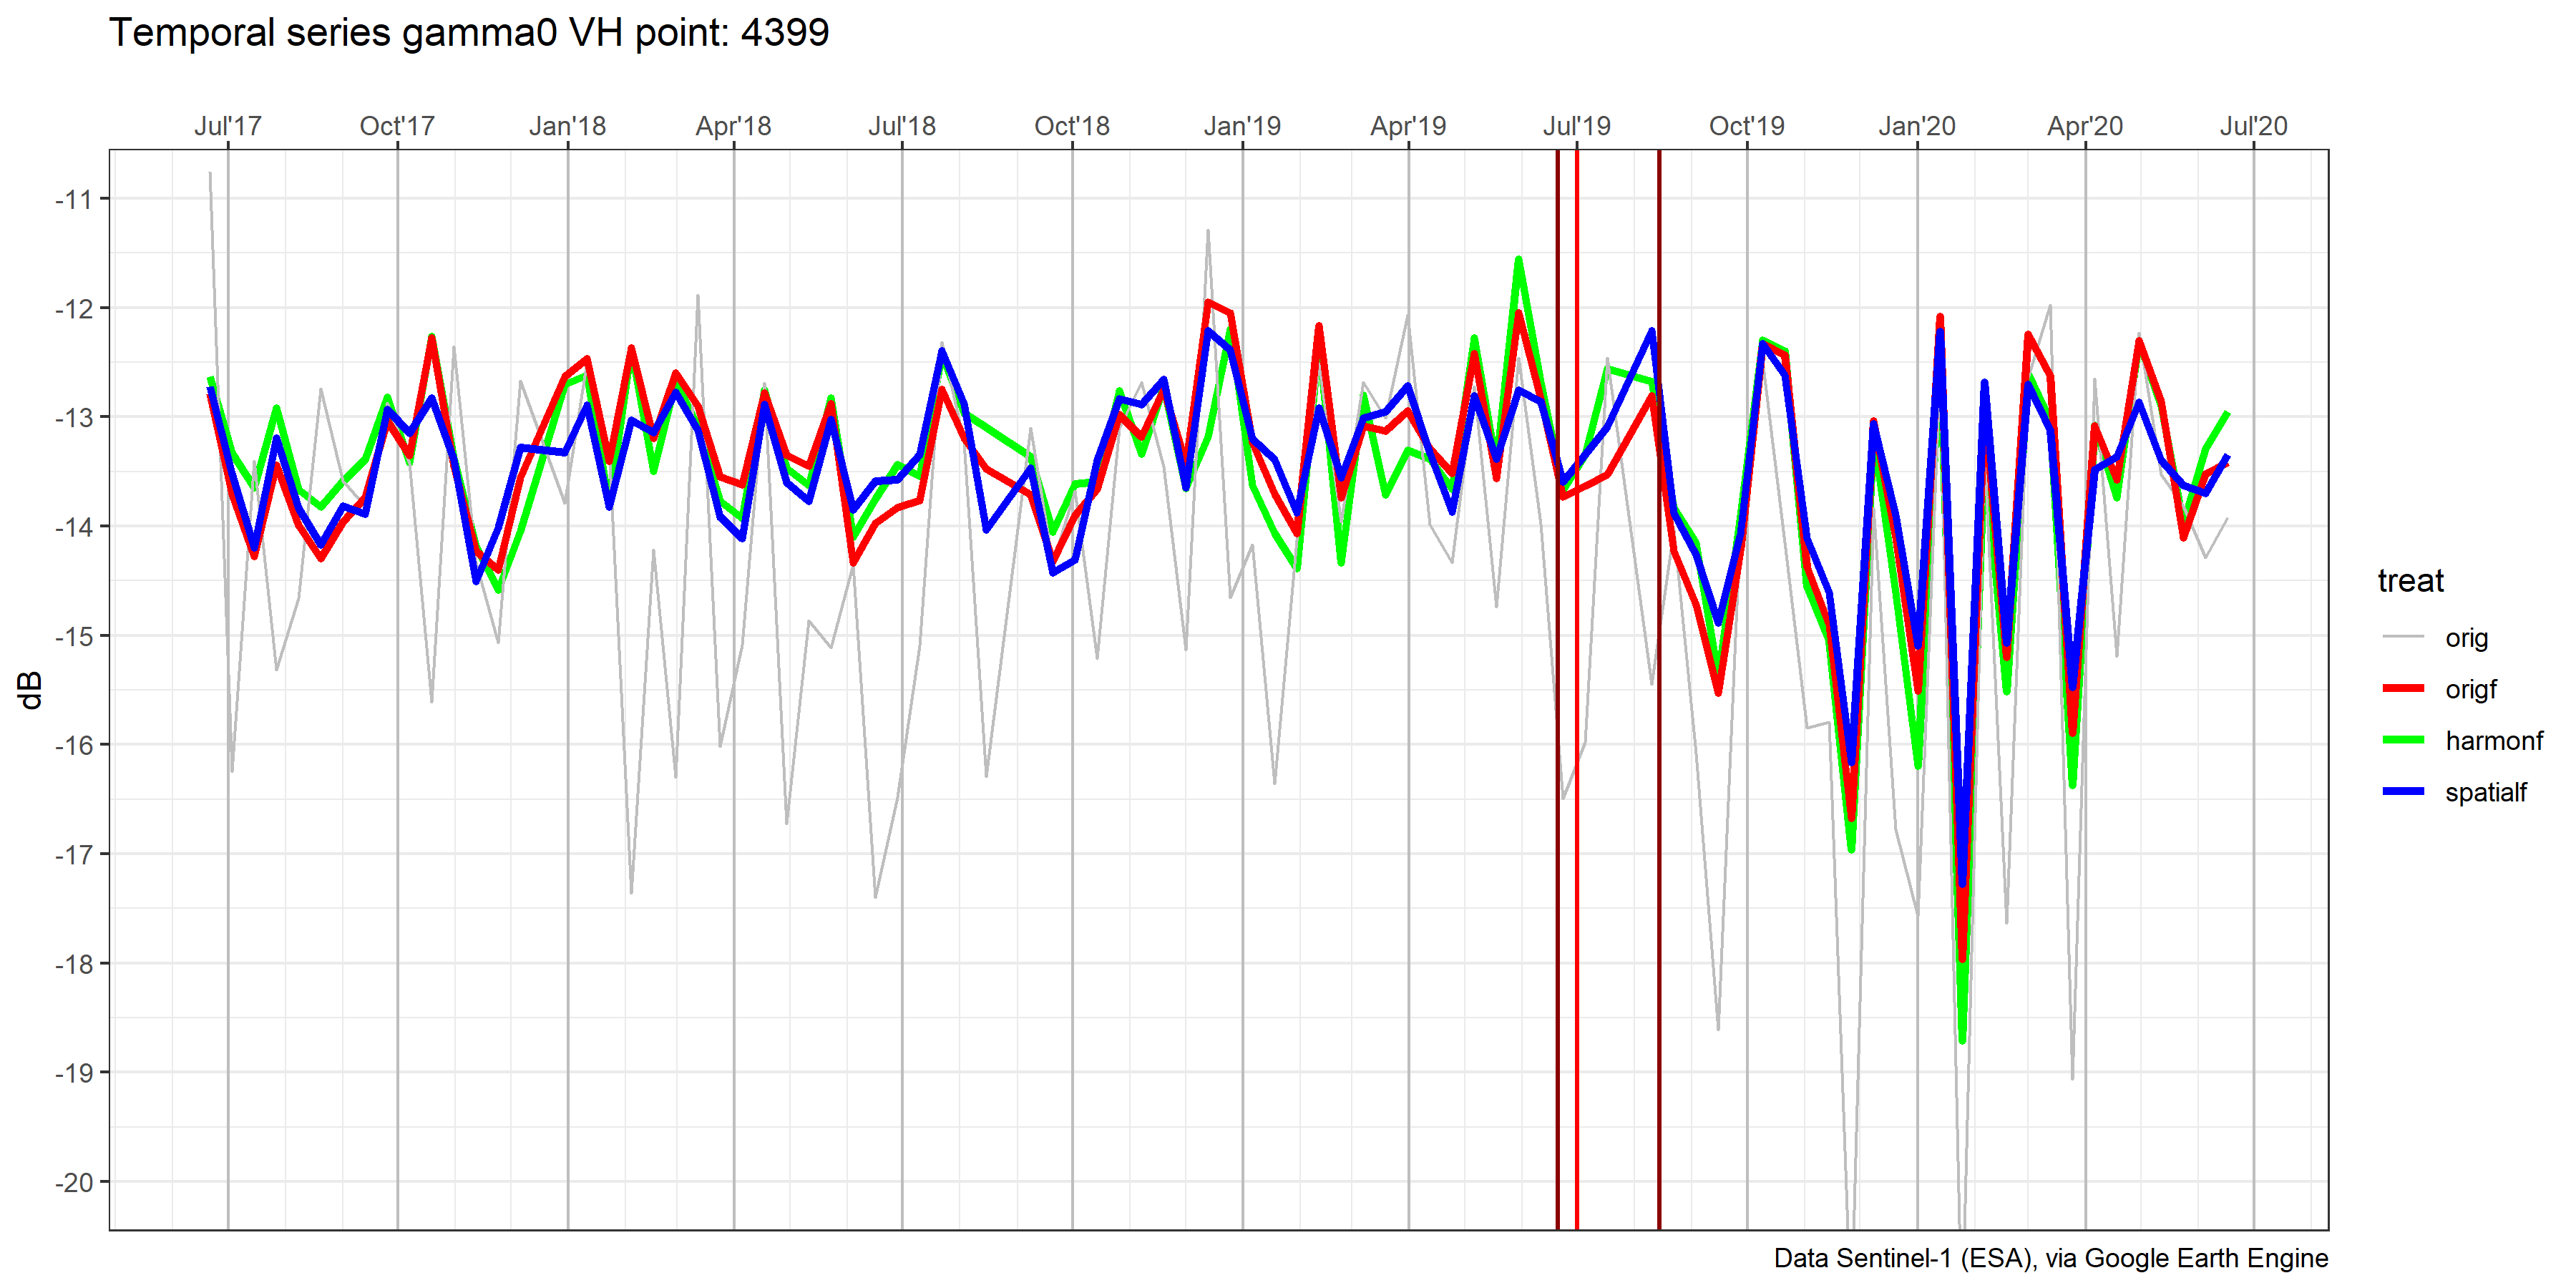 Temporal series gamma0 VH point: 4399
Jul'17 Oct'17 Jan'18 Apr'18 Jul'18 Oct'18 Jan'19 Apr'19 Jul'19 Oct'19 Jan'20 Apr'20 Jul'20
-11
-12
-13
-14
-15
-16
-17
-18
-19
-20
dB
treat
orig
origf
harmonf
spatialf
Data Sentinel-1 (ESA), via Google Earth Engine